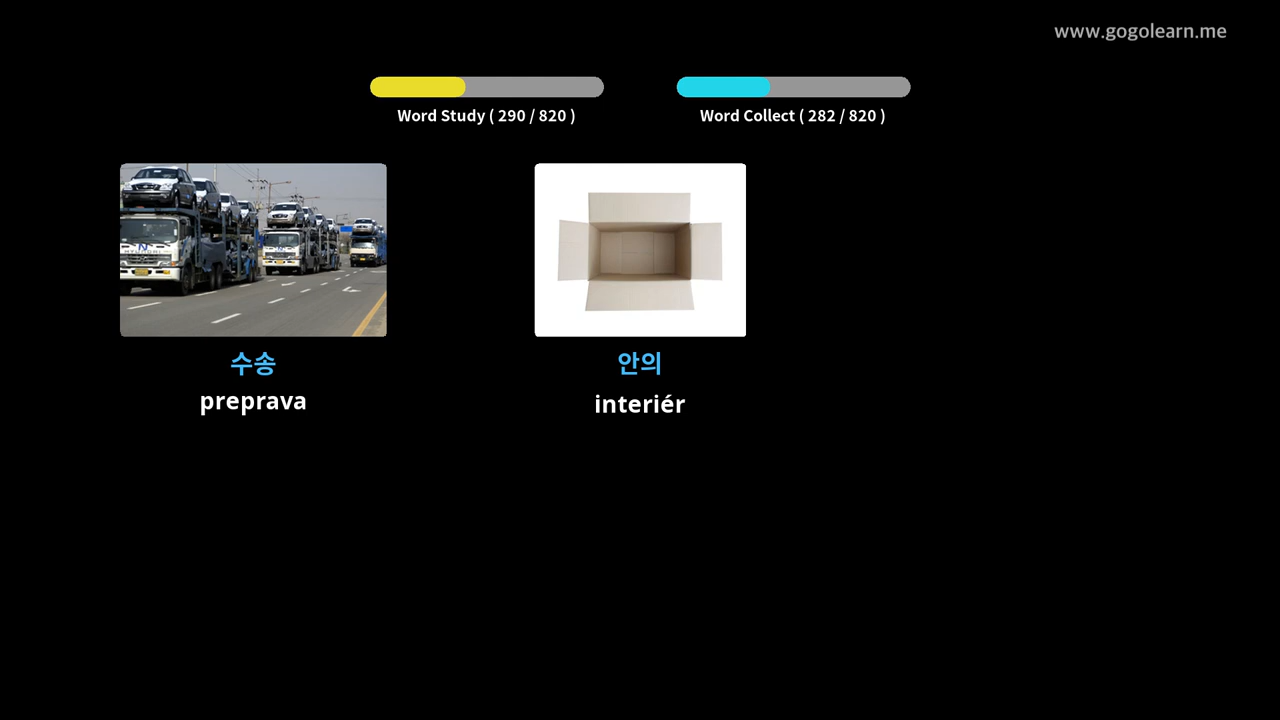 www.gogolearn.me
Word Study ( 290 / 820 )
Word Collect ( 282 / 820 )
수송
preprava
안의
interiér